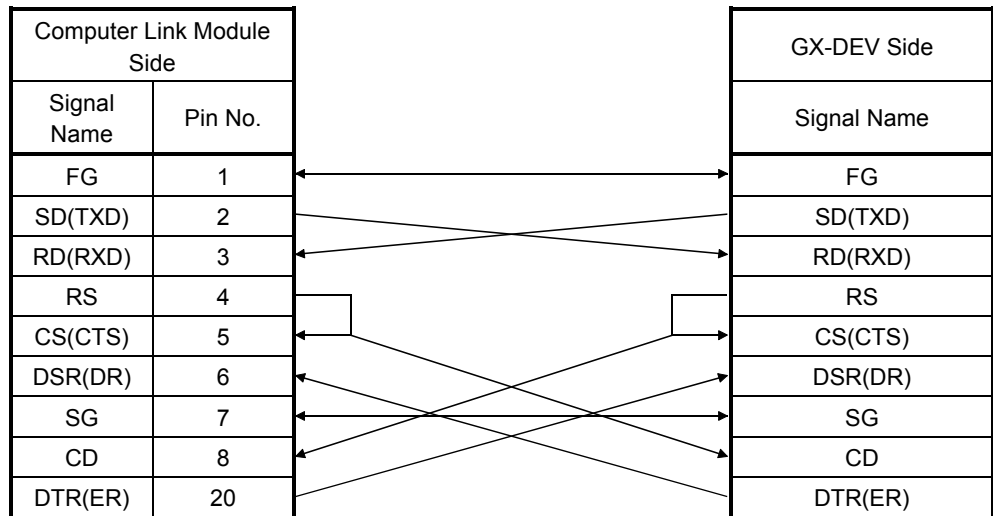 Computer Link Module
Side
GX-DEV Side
Signal
Name
Pin No.
Signal Name
FG 1 FG
SD(TXD) 2 SD(TXD)
RD(RXD) 3 RD(RXD)
RS 4 RS
CS(CTS) 5 CS(CTS)
DSR(DR) 6 DSR(DR)
SG 7 SG
CD 8 CD
DTR(ER) 20 DTR(ER)